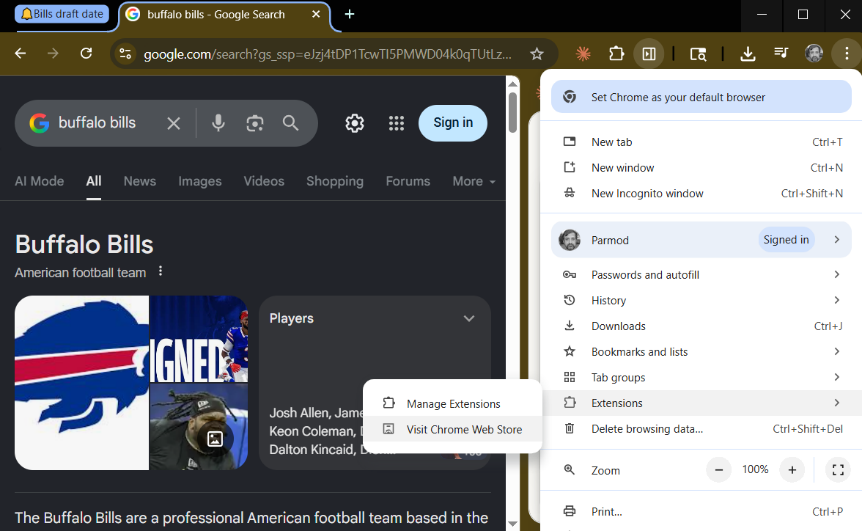 Bills draft date
buffalo bills - Google Search
google.com/search?gs_ssp=eJzj4tDP1TcwTI5PMWD04k0qTUtLz...
buffalo bills
Sign in
AI Mode All News Images Videos Shopping Forums More
Buffalo Bills
American football team
IGNED
Players
Josh Allen, Jame
Keon Coleman, D
Dalton Kincaid,
The Buffalo Bills are a professional American football team based in the
Set Chrome as your default browser
New tab Ctrl+T
New window Ctrl+N
New Incognito window Ctrl+Shift+N
Parmod Signed in
Passwords and autofill
History
Downloads Ctrl+J
Bookmarks and lists
Tab groups
Extensions
Manage Extensions
Visit Chrome Web Store
Delete browsing data... Ctrl+Shift+Del
Zoom 100%
Print... Ctrl+P